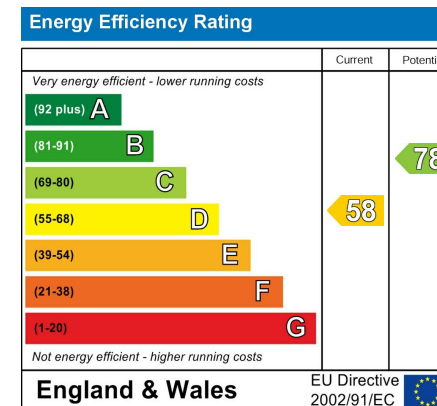 Energy Efficiency Rating
Current
Potenti
Very energy efficient - lower running costs
(92 plus) A
(81-91) B
(69-80) C
(55-68) D
(39-54) E
(21-38) F
(1-20) G
58
78
Not energy efficient - higher running costs
England & Wales
EU Directive
2002/91/EC